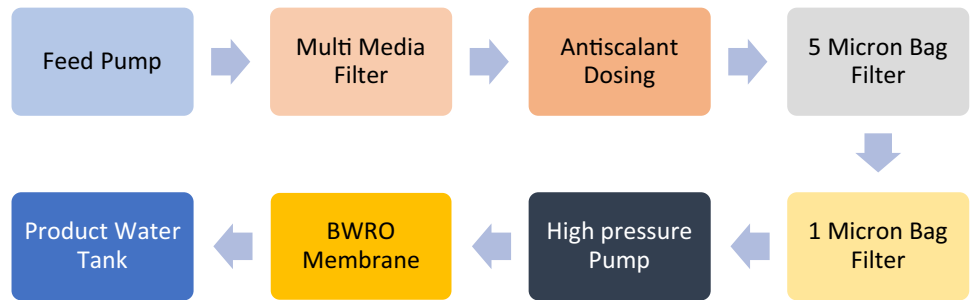 Feed Pump
Multi Media
Filter
Antiscalant
Dosing
5 Micron Bag
Filter
1 Micron Bag
Filter
High pressure
Pump
BWRO
Membrane
Product Water
Tank